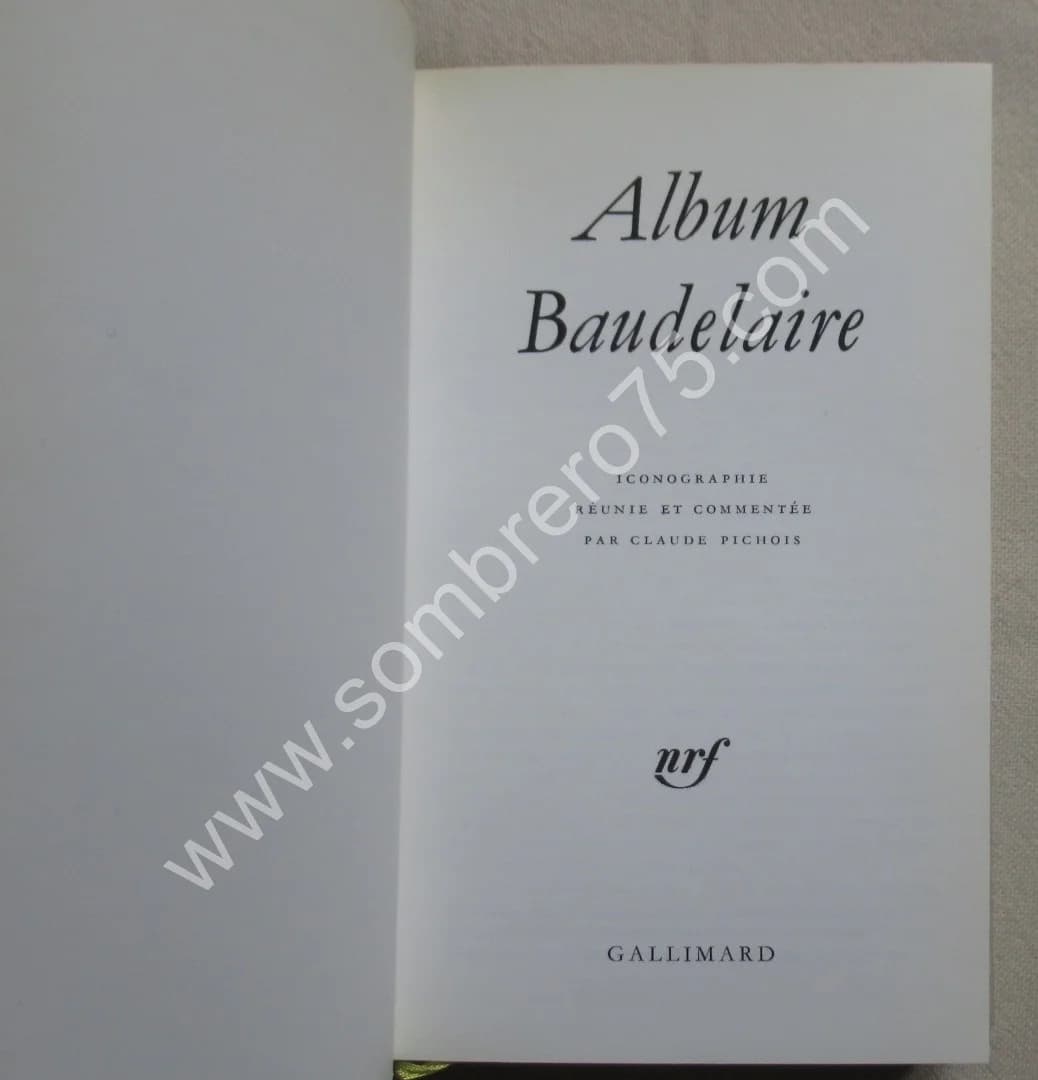 Album
Baudelaire
ICONOGRAPHIE
RÉUNIE ET COMMENTÉE
PAR CLAUDE PICHOIS
nrf
GALLIMARD
www.sombrero75.com